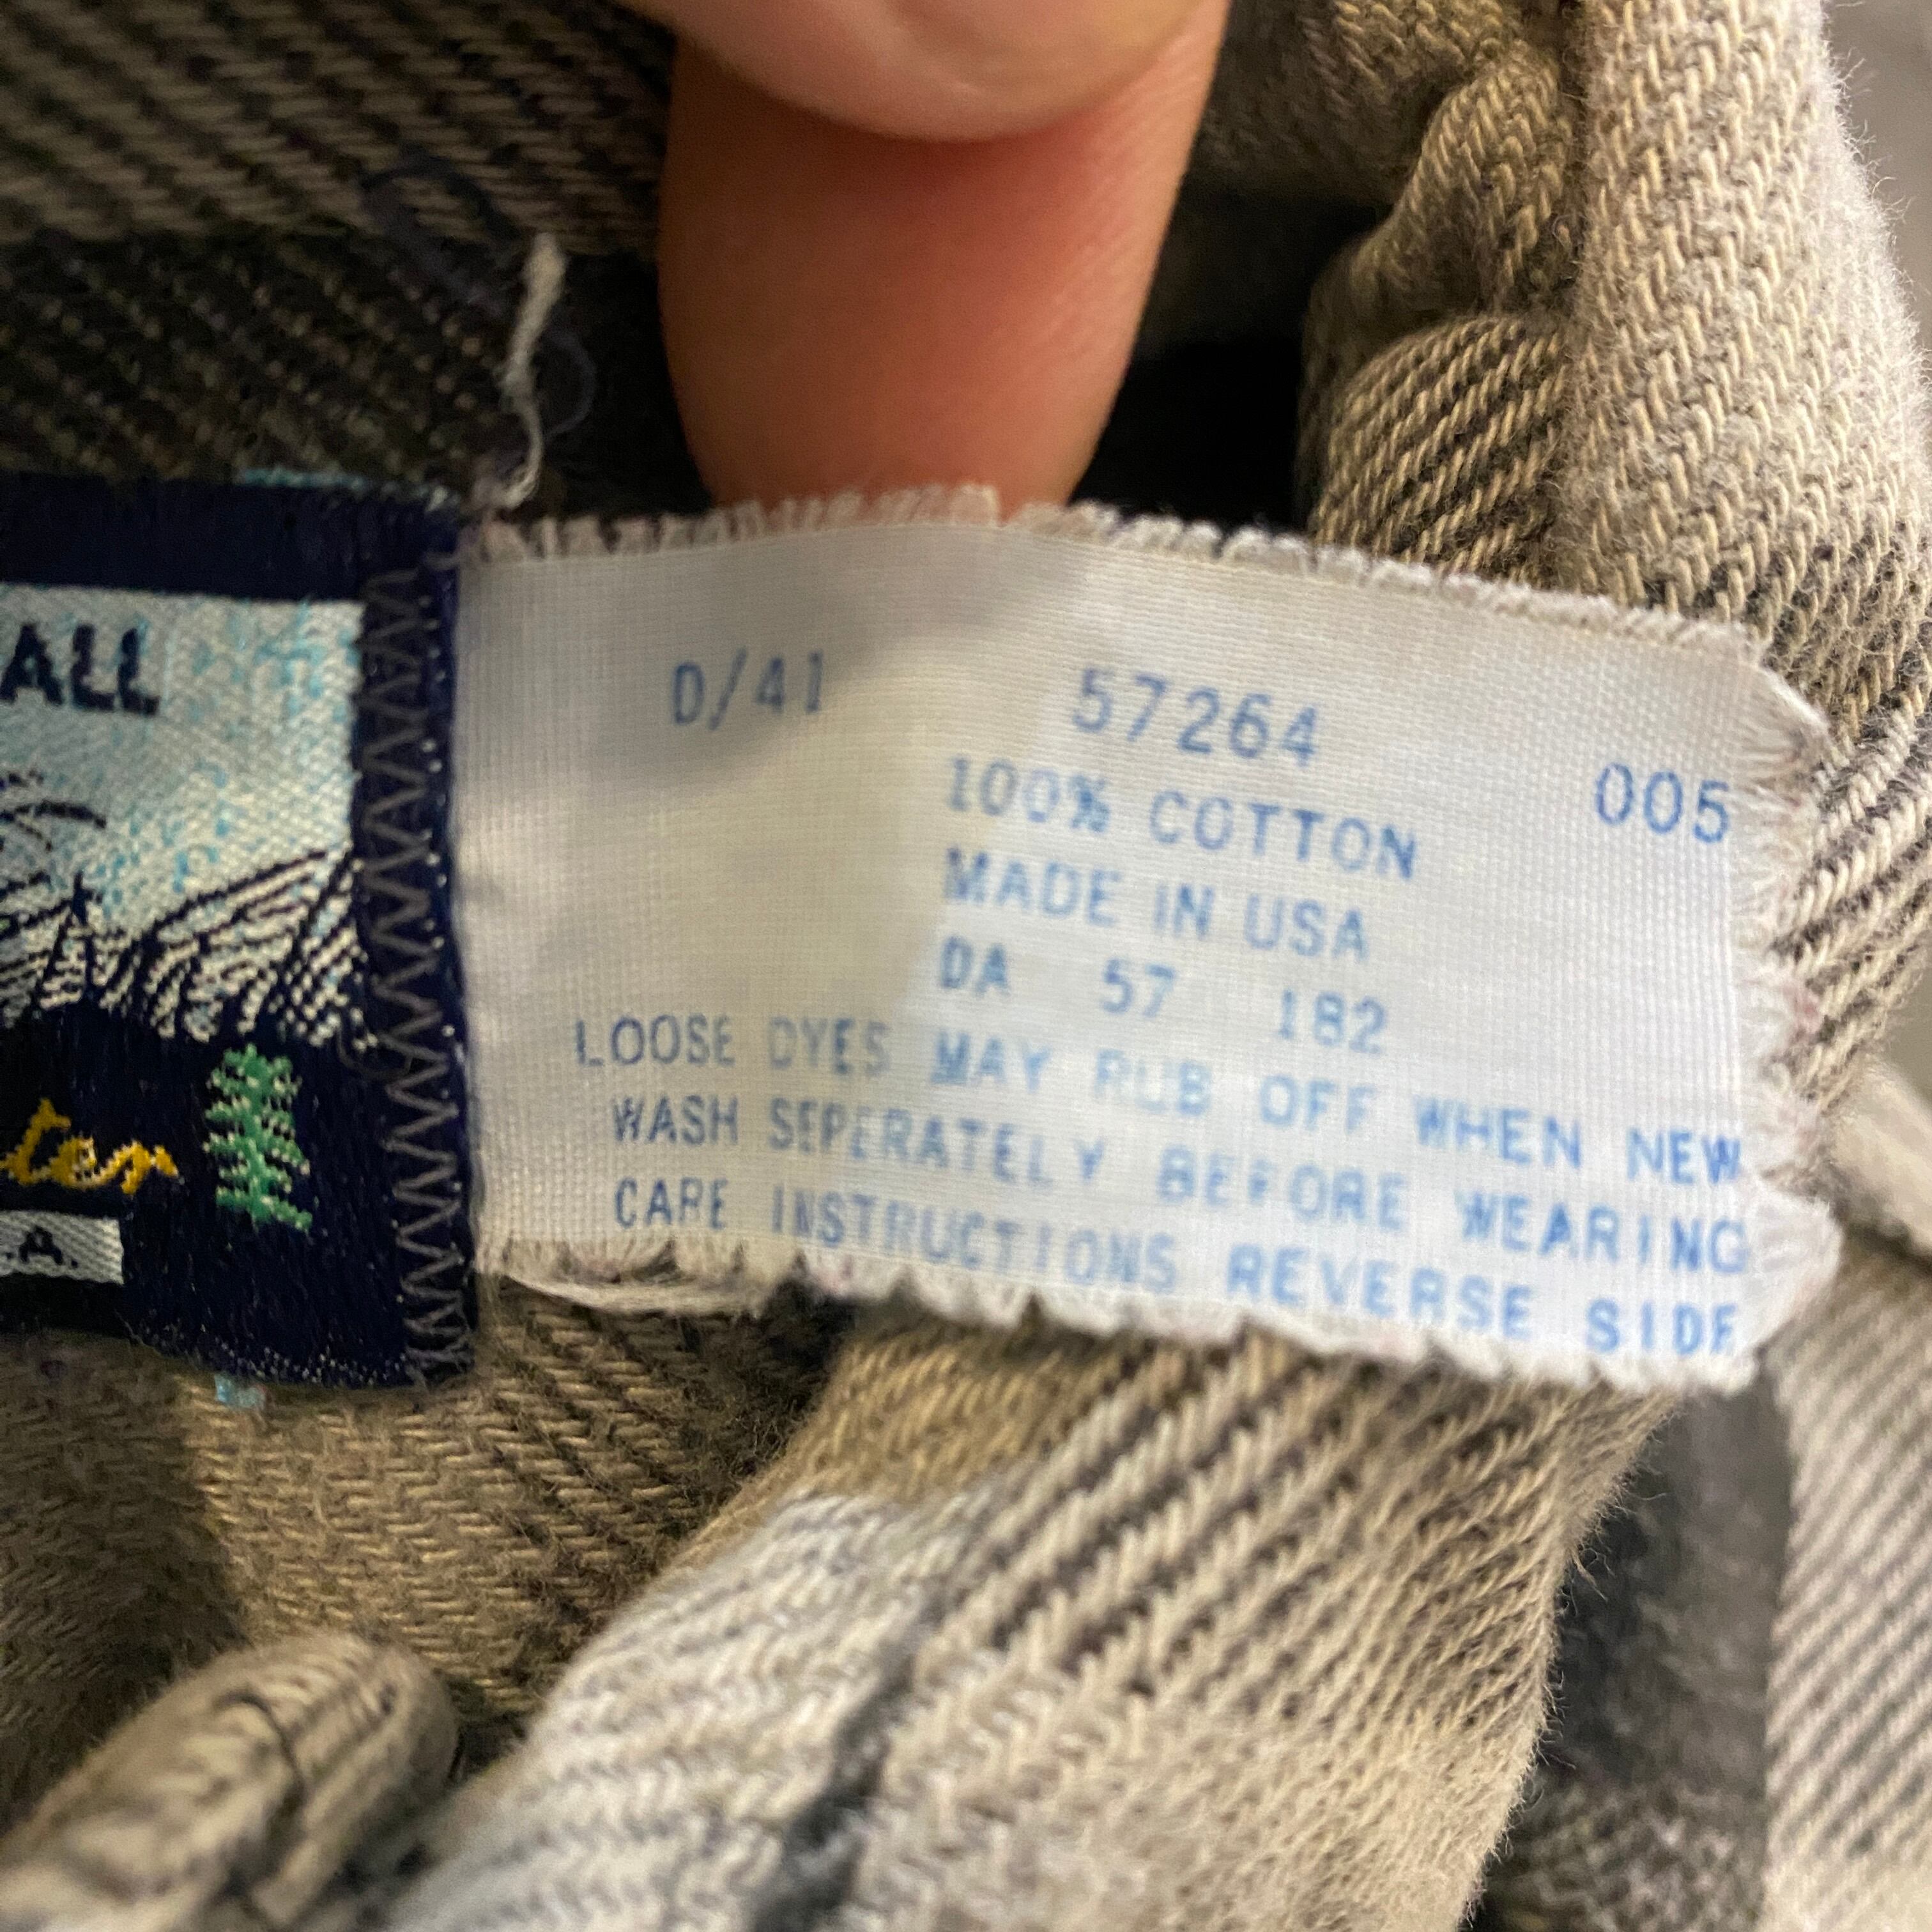 ALL
ter
.A.
D/41 57264 005
100% COTTON
MADE IN USA
DA 57 182
LOOSE DYES MAY RUB OFF WHEN NEW
WASH SEPERATELY BEFORE WEARING
CARE INSTRUCTIONS REVERSE SIDE